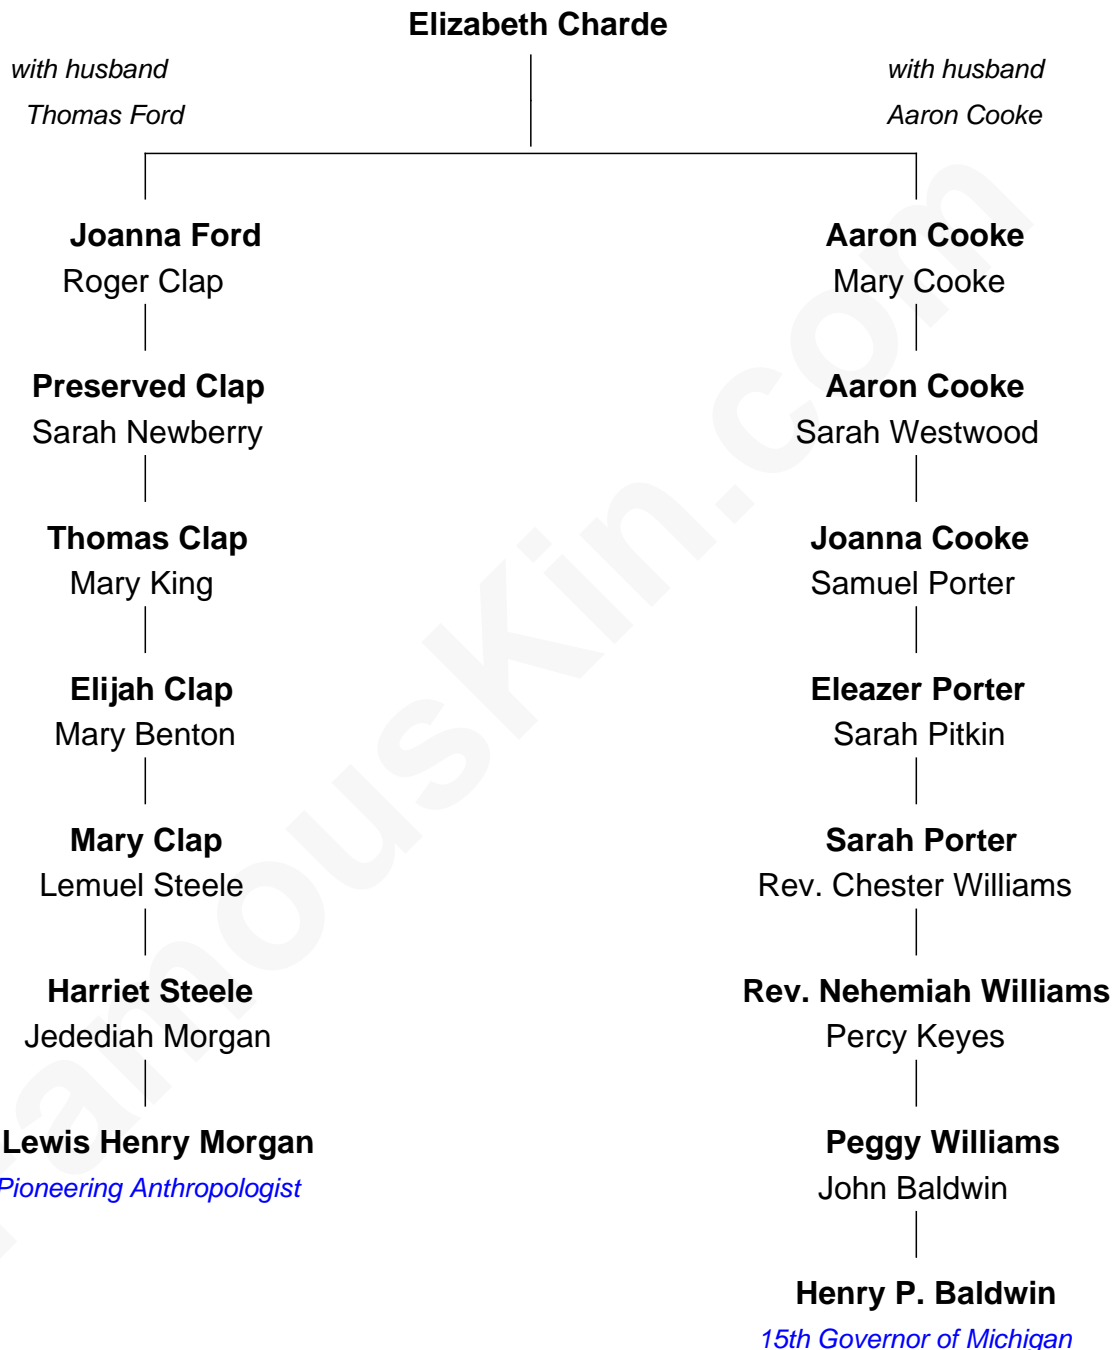 Elizabeth Charde
with husband
Thomas Ford
with husband
Aaron Cooke
Joanna Ford
Roger Clap
Preserved Clap
Sarah Newberry
Thomas Clap
Mary King
Elijah Clap
Mary Benton
Mary Clap
Lemuel Steele
Harriet Steele
Jedediah Morgan
Lewis Henry Morgan
Pioneering Anthropologist
Aaron Cooke
Mary Cooke
Aaron Cooke
Sarah Westwood
Joanna Cooke
Samuel Porter
Eleazer Porter
Sarah Pitkin
Sarah Porter
Rev. Chester Williams
Rev. Nehemiah Williams
Percy Keyes
Peggy Williams
John Baldwin
Henry P. Baldwin
15th Governor of Michigan
FamousKin.com